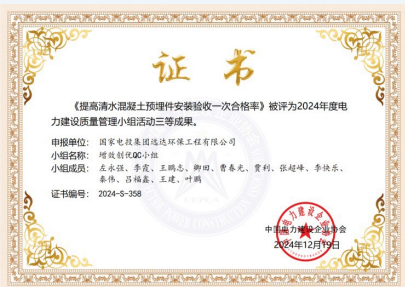 证 书
《提高清水混凝土预埋件安装验收一次合格率》被评为2024年度电
力建设质量管理小组活动三等成果。
申报单位： 国家电投集团远达环保工程有限公司
小组名称： 增效创优QC小组
小组成员： 左永强、李霞、王鹏志、卿田、曹春光、贾利、张超峰、李快乐、
秦伟、吕福鑫、王建、叶鹏
证书编号： 2024-S-358
中国电力建设企业协会
2024年12月19日